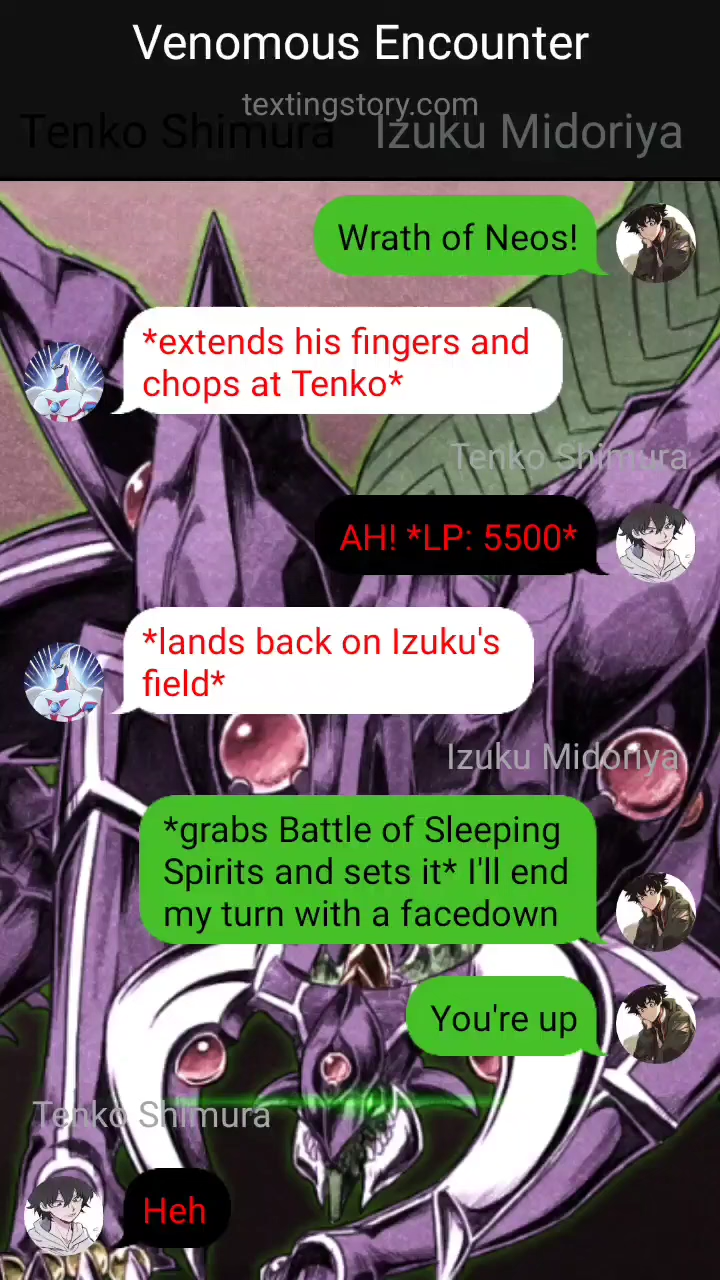 Venomous Encounter
textingstory.com
Tenko Shimura Izuku Midoriya
Wrath of Neos!
*extends his fingers and
chops at Tenko*
Tenko Shimura
AH! *LP: 5500*
*lands back on Izuku's
field*
Izuku Midoriya
*grabs Battle of Sleeping
Spirits and sets it* I'll end
my turn with a facedown
You're up
Tenko Shimura
Heh